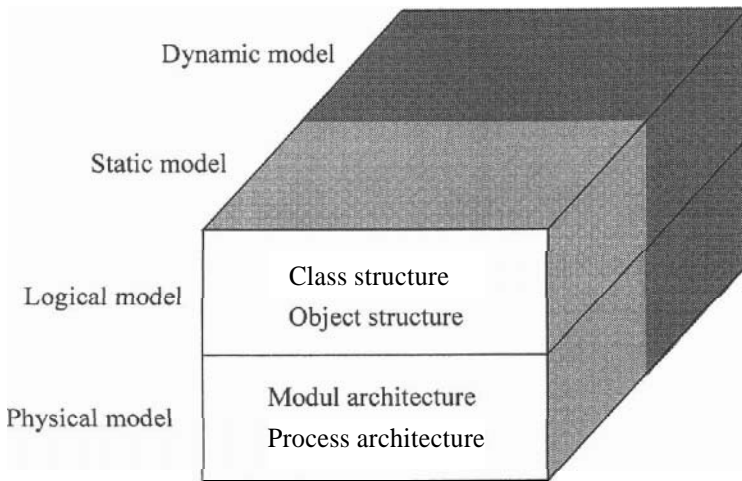 Dynamic model
Static model
Logical model
Class structure
Object structure
Physical model
Modul architecture
Process architecture